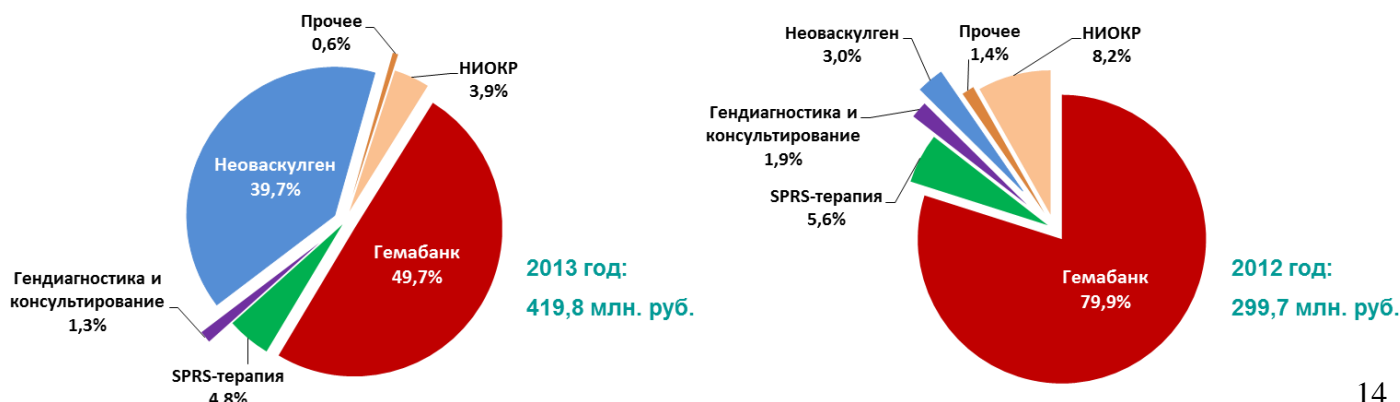 Прочее
0,6%
НИОКР
3,9%
Неоваскулген
39,7%
Гемабанк
49,7%
Гендиагностика и
консультирование
1,3%
SPRS-терапия
4,8%
2013 год:
419,8 млн. руб.
Неоваскулген
3,0%
Прочее
1,4%
НИОКР
8,2%
Гендиагностика и
консультирование
1,9%
SPRS-терапия
5,6%
Гемабанк
79,9%
2012 год:
299,7 млн. руб.
14